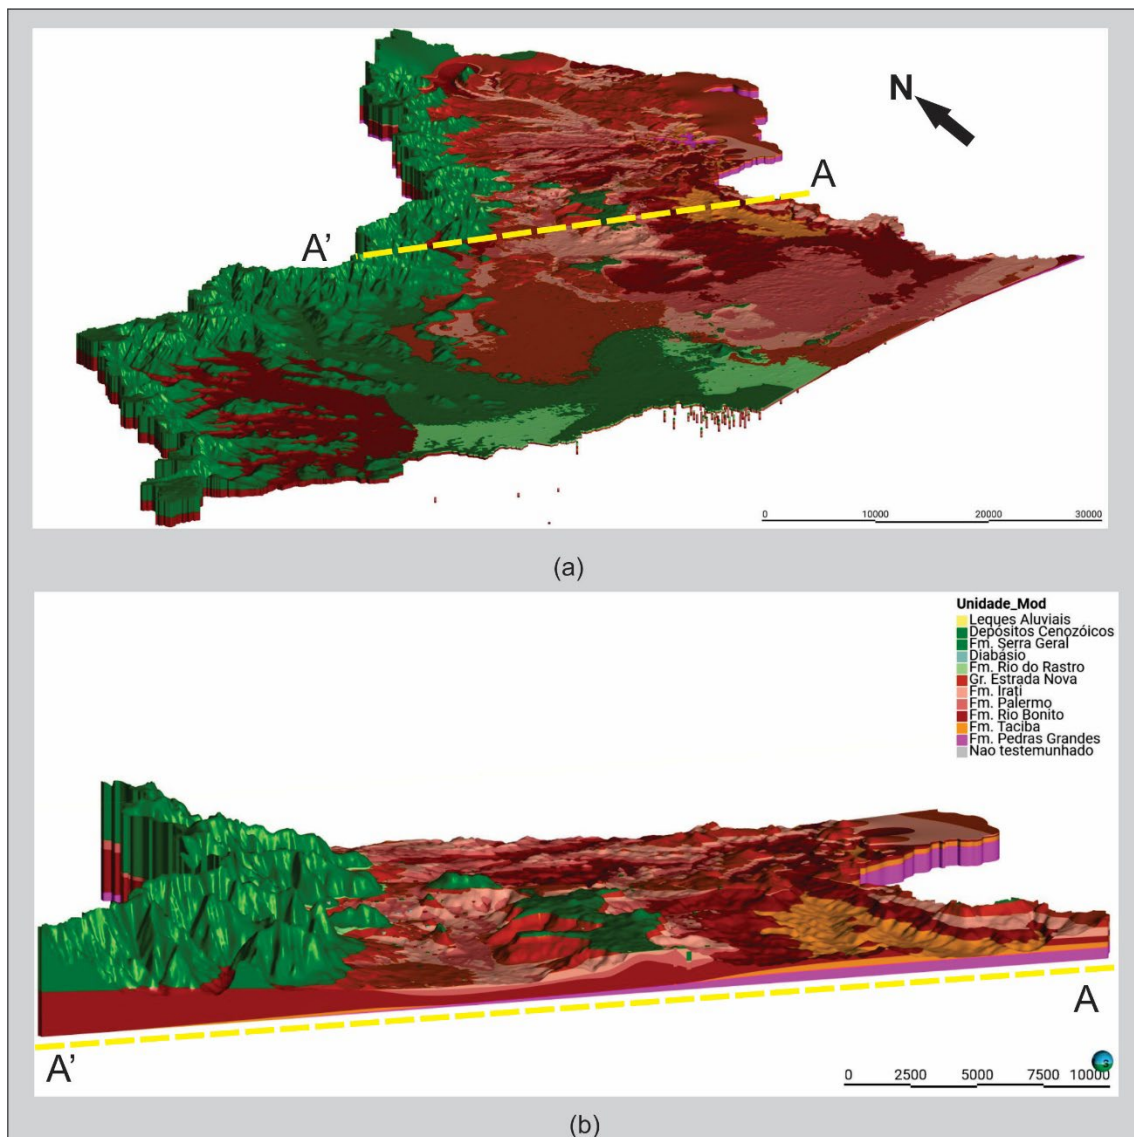 N
A
A'
0 10000 20000 30000
(a)
Unidade_Mod
Leques Aluviais
Depósitos Cenozóicos
Fm. Serra Geral
Diabásio
Fm. Rio do Rastro
Gr. Estrada Nova
Fm. Irati
Fm. Palermo
Fm. Rio Bonito
Fm. Taciba
Fm. Pedras Grandes
Nao testemunhado
A
A'
0 2500 5000 7500 10000
(b)